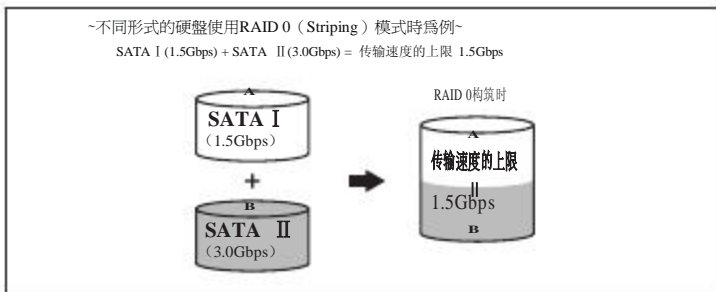 ~不同形式的硬盤使用RAID 0（Striping）模式時爲例~
SATA Ⅰ(1.5Gbps) + SATA Ⅱ(3.0Gbps) = 传输速度的上限 1.5Gbps
A
SATA Ⅰ
（1.5Gbps）
+
B
SATA Ⅱ
（3.0Gbps）
RAID 0构筑时
A
传输速度的上限
=
1.5Gbps
B